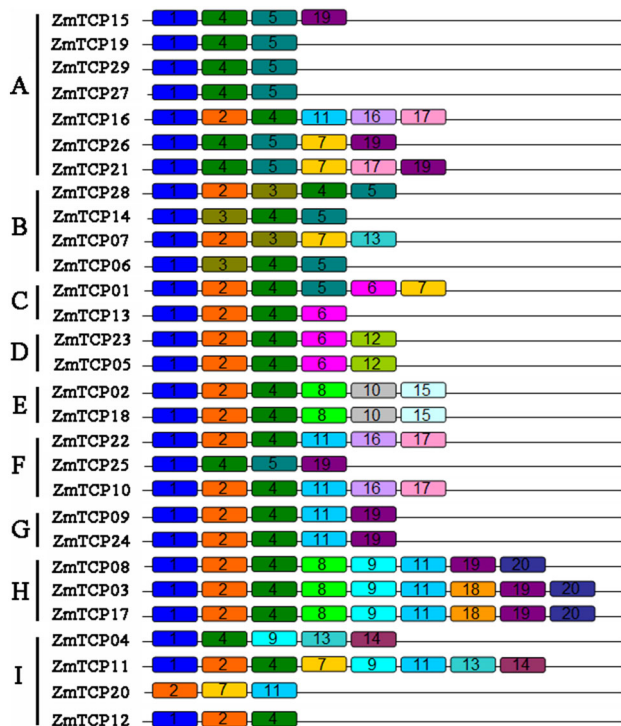 ZmTCP15 1 4 5 19
ZmTCP19 1 4 5
ZmTCP29 1 4 5
ZmTCP27 1 4 5
A ZmTCP16 1 2 4 11 16 17
ZmTCP26 1 4 5 7 19
ZmTCP21 1 4 5 7 17 19
ZmTCP28 1 2 3 4 5
ZmTCP14 1 3 4 5
B ZmTCP07 1 2 3 7 13
ZmTCP06 1 3 4 5
C ZmTCP01 1 2 4 5 6 7
ZmTCP13 1 2 4 6
D ZmTCP23 1 2 4 6 12
ZmTCP05 1 2 4 6 12
E ZmTCP02 1 2 4 8 10 15
ZmTCP18 1 2 4 8 10 15
ZmTCP22 1 2 4 11 16 17
F ZmTCP25 1 4 5 19
ZmTCP10 1 2 4 11 16 17
G ZmTCP09 1 2 4 11 19
ZmTCP24 1 2 4 11 19
ZmTCP08 1 2 4 8 9 11 19 20
H ZmTCP03 1 2 4 8 9 11 18 19 20
ZmTCP17 1 2 4 8 9 11 18 19 20
ZmTCP04 1 4 9 13 14
ZmTCP11 1 2 4 7 9 11 13 14
I ZmTCP20 2 7 11
ZmTCP12 1 2 4